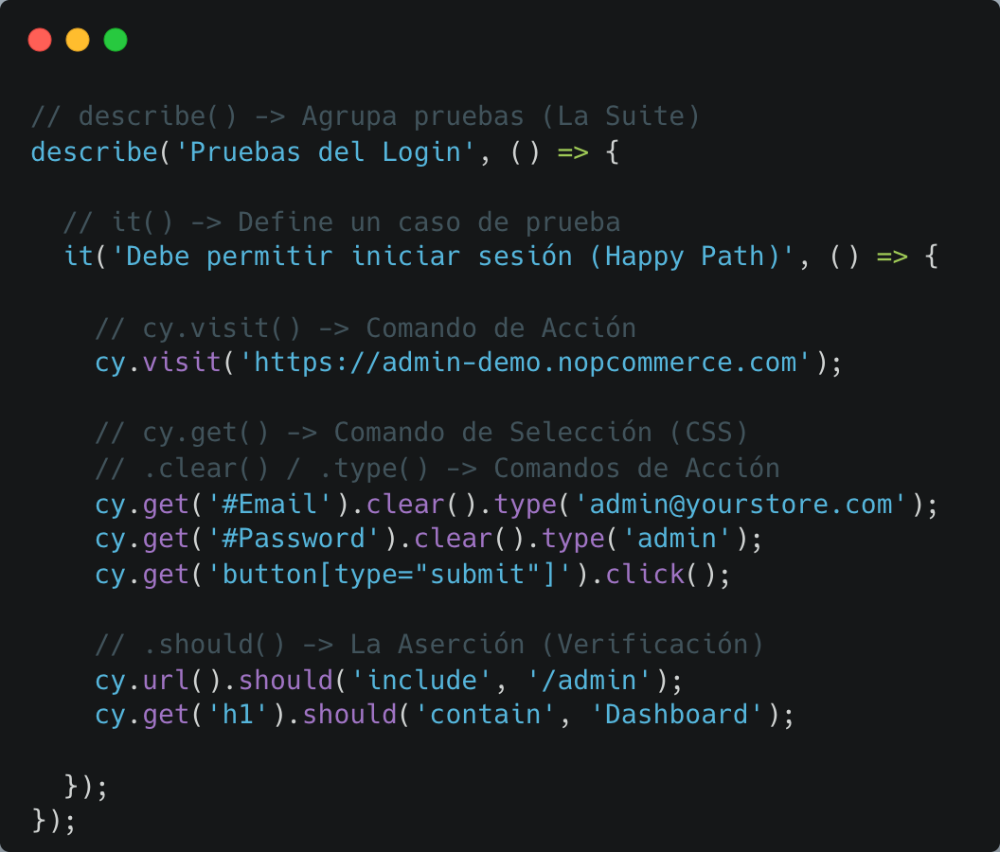 // describe() -> Agrupa pruebas (La Suite)
describe('Pruebas del Login', () => {
// it() -> Define un caso de prueba
it('Debe permitir iniciar sesión (Happy Path)', () => {
// cy.visit() -> Comando de Acción
cy.visit('https://admin-demo.nopcommerce.com');
// cy.get() -> Comando de Selección (CSS)
// .clear() / .type() -> Comandos de Acción
cy.get('#Email').clear().type('admin@yourstore.com');
cy.get('#Password').clear().type('admin');
cy.get('button[type="submit"]').click();
// .should() -> La Aserción (Verificación)
cy.url().should('include', '/admin');
cy.get('h1').should('contain', 'Dashboard');
});
});